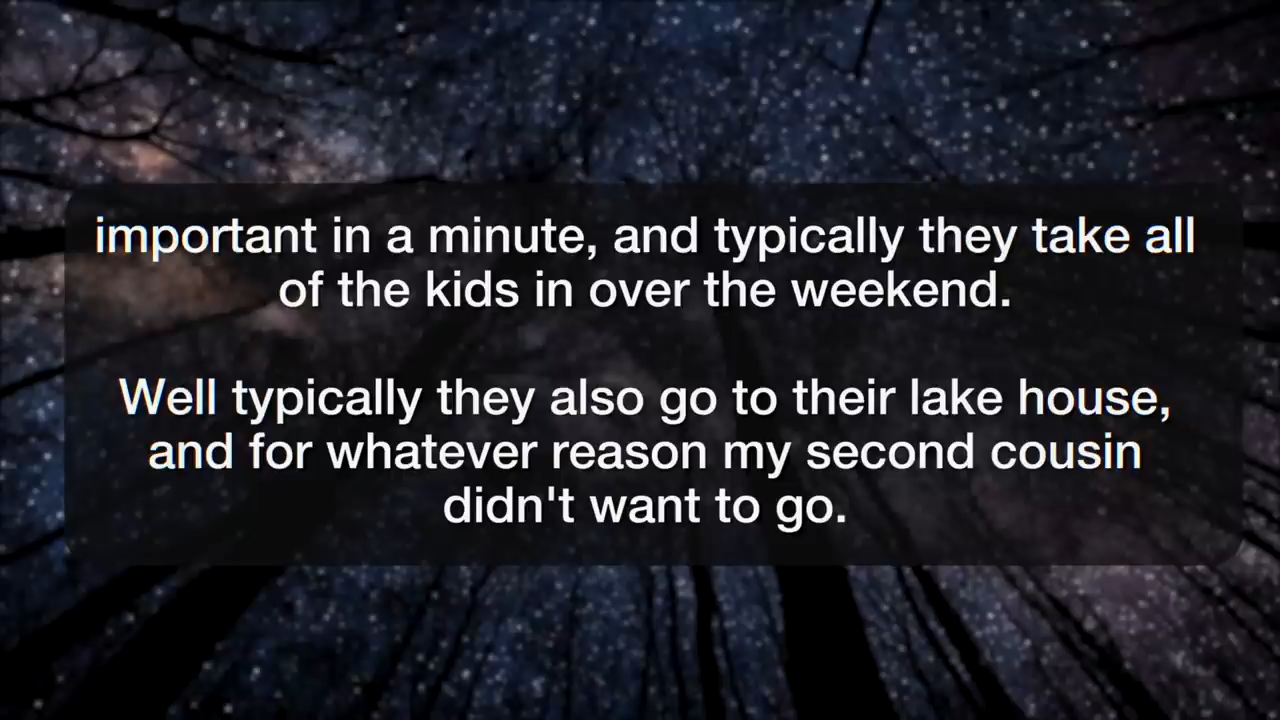 important in a minute, and typically they take all
of the kids in over the weekend.
Well typically they also go to their lake house,
and for whatever reason my second cousin
didn't want to go.